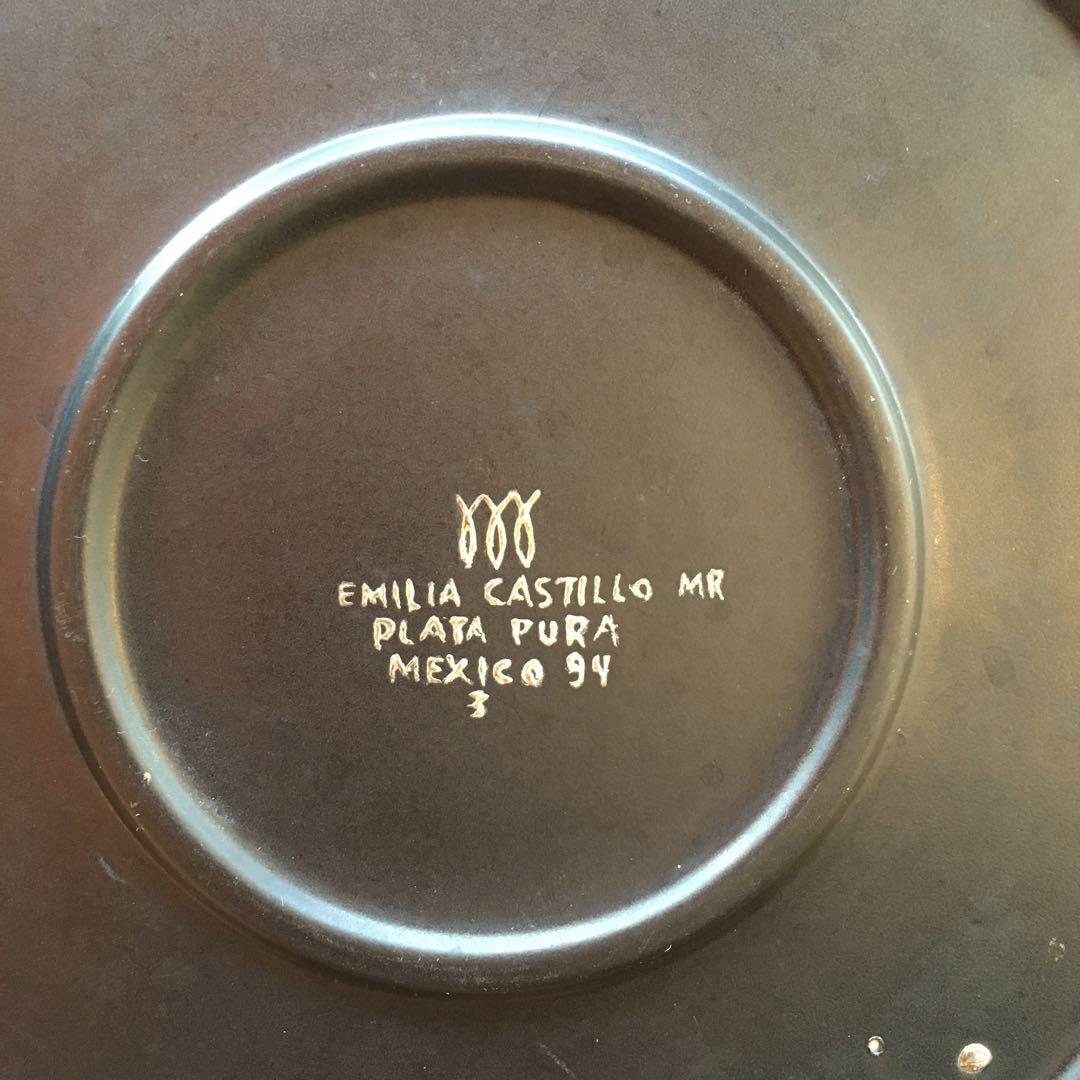 EMILIA CASTILLO MR
PLATA PURA
MEXICO 94
3